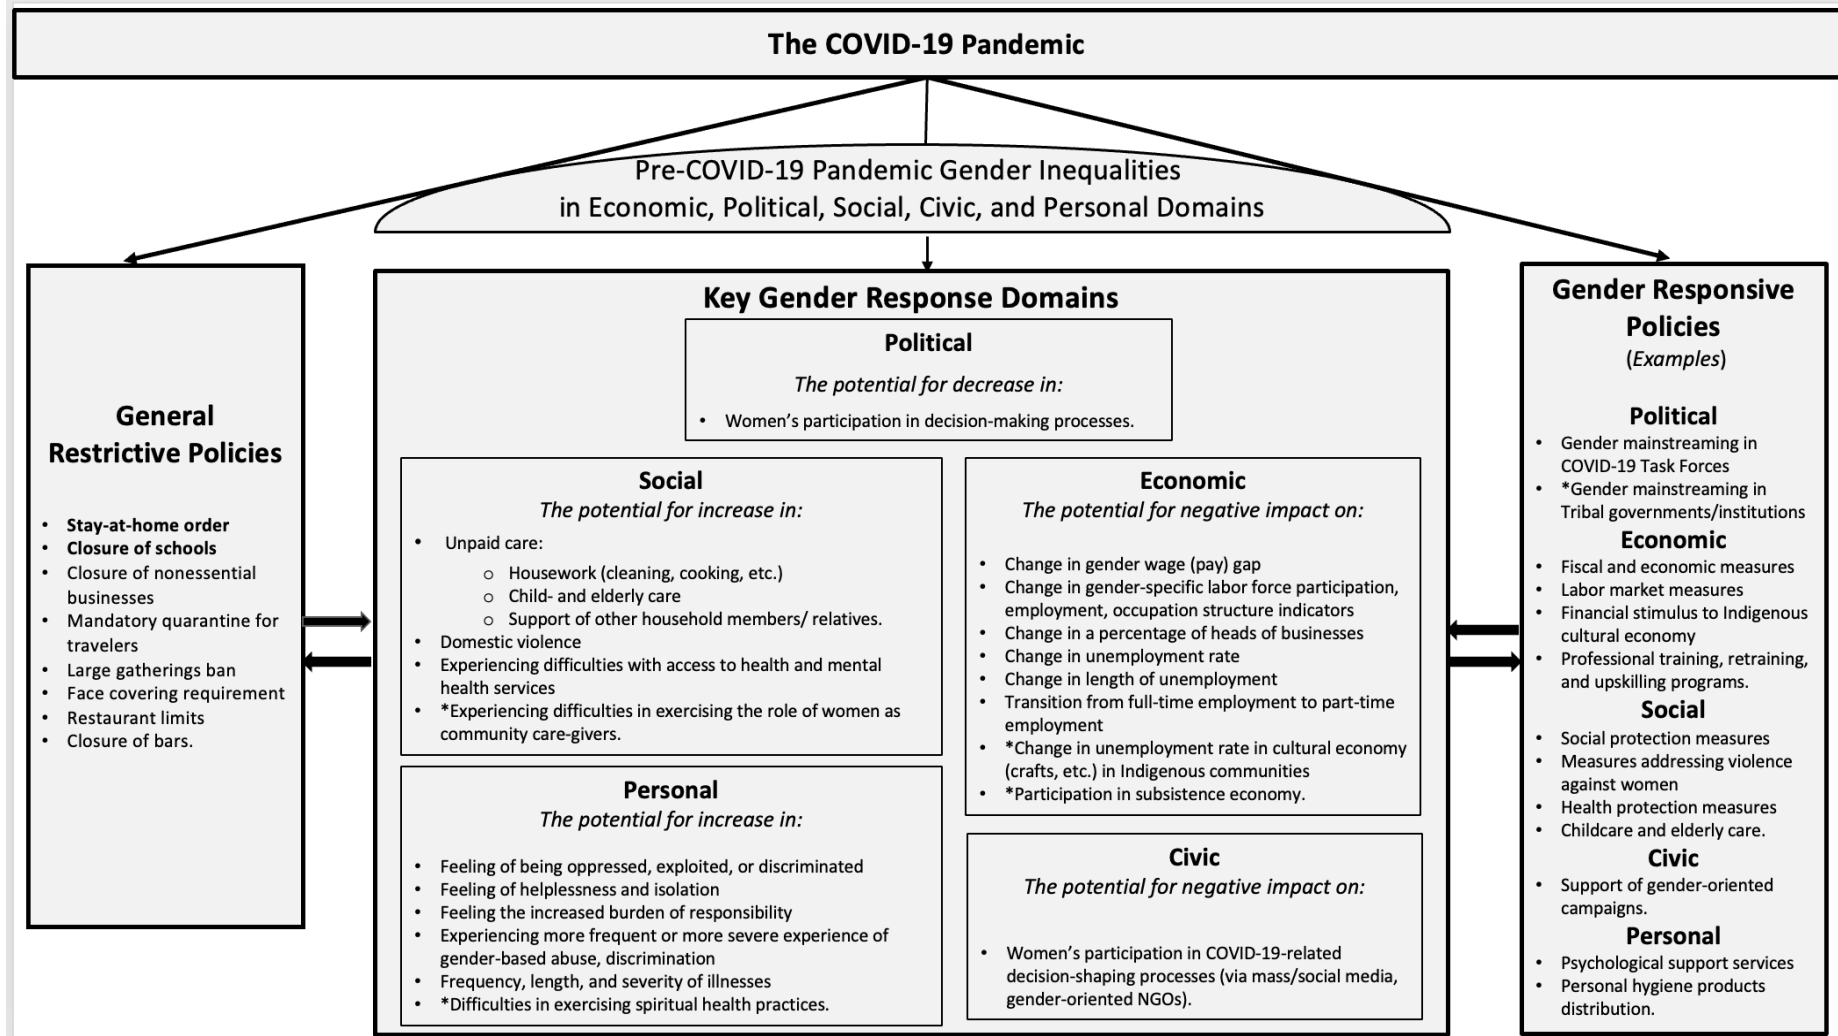 The COVID-19 Pandemic
Pre-COVID-19 Pandemic Gender Inequalities
in Economic, Political, Social, Civic, and Personal Domains
General
Restrictive Policies
• Stay-at-home order
• Closure of schools
• Closure of nonessential
businesses
• Mandatory quarantine for
travelers
• Large gatherings ban
• Face covering requirement
• Restaurant limits
• Closure of bars.
Key Gender Response Domains
Political
The potential for decrease in:
• Women’s participation in decision-making processes.
Social
The potential for increase in:
• Unpaid care:
o Housework (cleaning, cooking, etc.)
o Child- and elderly care
o Support of other household members/ relatives.
• Domestic violence
• Experiencing difficulties with access to health and mental
health services
• *Experiencing difficulties in exercising the role of women as
community care-givers.
Personal
The potential for increase in:
• Feeling of being oppressed, exploited, or discriminated
• Feeling of helplessness and isolation
• Feeling the increased burden of responsibility
• Experiencing more frequent or more severe experience of
gender-based abuse, discrimination
• Frequency, length, and severity of illnesses
• *Difficulties in exercising spiritual health practices.
Economic
The potential for negative impact on:
• Change in gender wage (pay) gap
• Change in gender-specific labor force participation,
employment, occupation structure indicators
• Change in a percentage of heads of businesses
• Change in unemployment rate
• Change in length of unemployment
• Transition from full-time employment to part-time
employment
• *Change in unemployment rate in cultural economy
(crafts, etc.) in Indigenous communities
• *Participation in subsistence economy.
Civic
The potential for negative impact on:
• Women’s participation in COVID-19-related
decision-shaping processes (via mass/social media,
gender-oriented NGOs).
Gender Responsive
Policies
(Examples)
Political
• Gender mainstreaming in
COVID-19 Task Forces
• *Gender mainstreaming in
Tribal governments/institutions
Economic
• Fiscal and economic measures
• Labor market measures
• Financial stimulus to Indigenous
cultural economy
• Professional training, retraining,
and upskilling programs.
Social
• Social protection measures
• Measures addressing violence
against women
• Health protection measures
• Childcare and elderly care.
Civic
• Support of gender-oriented
campaigns.
Personal
• Psychological support services
• Personal hygiene products
distribution.